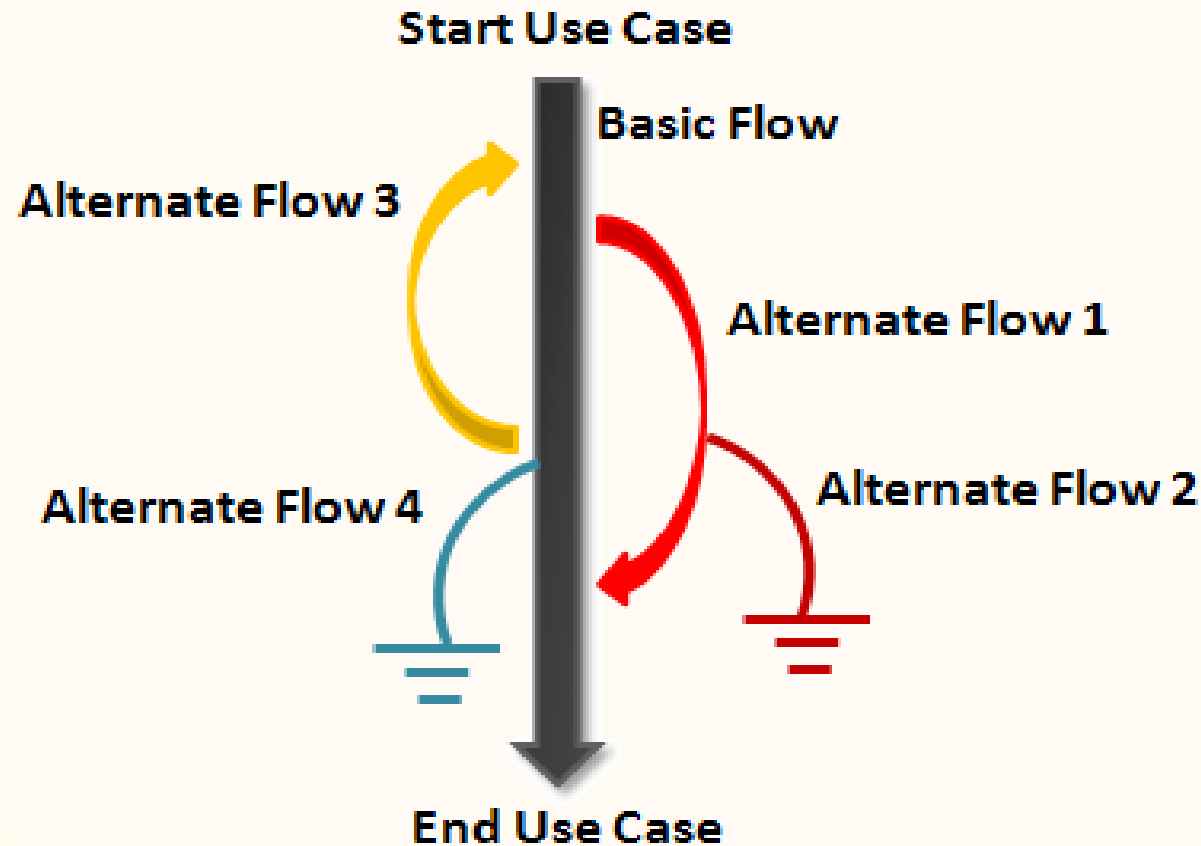 Start Use Case
Basic Flow
Alternate Flow 3
Alternate Flow 1
Alternate Flow 4
Alternate Flow 2
End Use Case